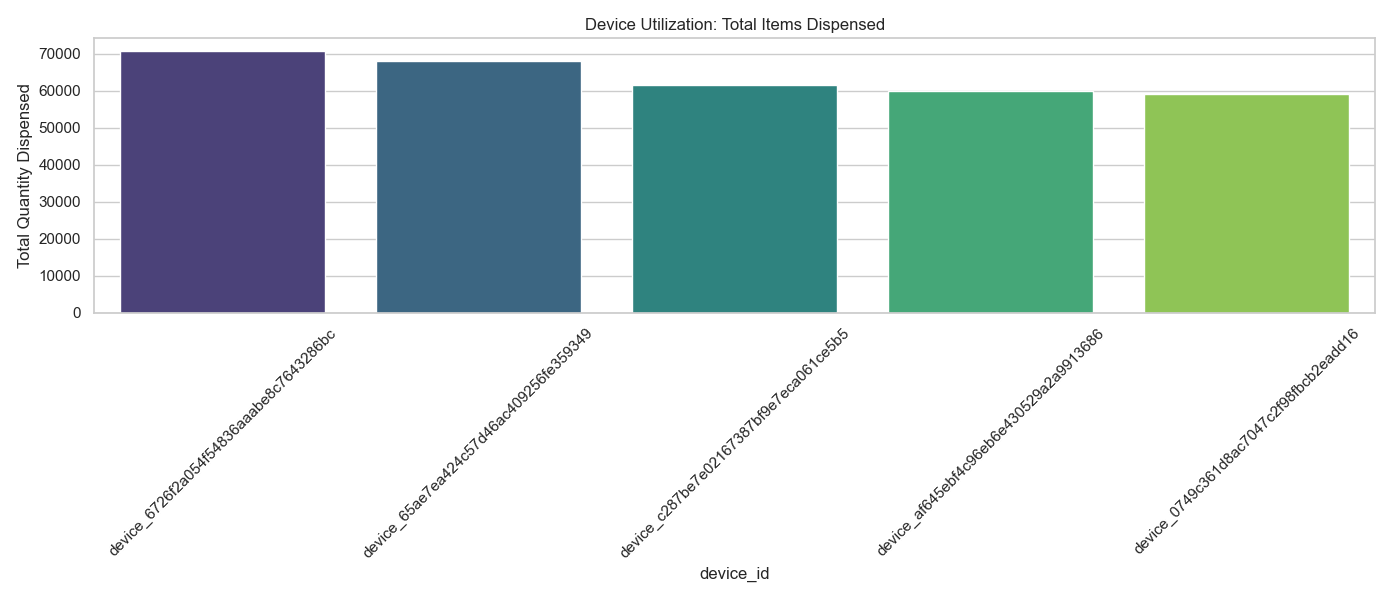 Device Utilization: Total Items Dispensed
Total Quantity Dispensed
70000
60000
50000
40000
30000
20000
10000
0
device_6726f2a054f54836aaabe8c7643286bc
device_65ae7ea424c57d46ac409256fe359349
device_c287be7e02167387bf9e7eca061ce5b5
device_af645ebf4c96eb6e430529a2a9913686
device_0749c361d8ac7047c2f98fbcb2eadd16
device_id